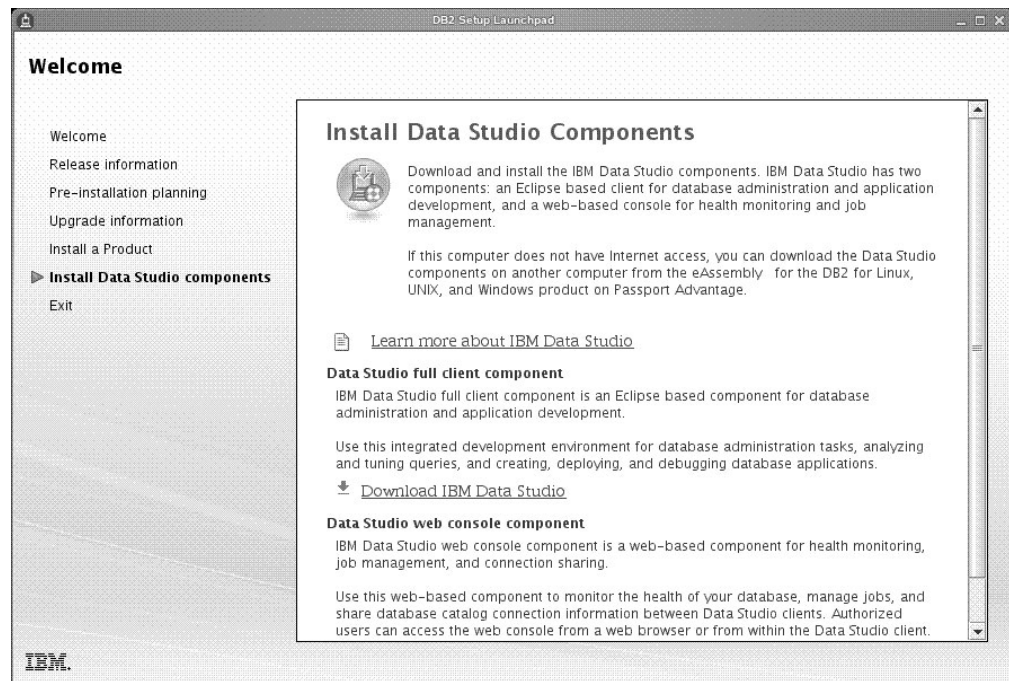 DB2 Setup Launchpad
Welcome
Welcome
Release information
Pre-installation planning
Upgrade information
Install a Product
Install Data Studio components
Exit
Install Data Studio Components
Download and install the IBM Data Studio components. IBM Data Studio has two
components: an Eclipse based client for database administration and application
development, and a web-based console for health monitoring and job
management.
If this computer does not have Internet access, you can download the Data Studio
components on another computer from the eAssembly for the DB2 for Linux,
UNIX, and Windows product on Passport Advantage.
Learn more about IBM Data Studio
Data Studio full client component
IBM Data Studio full client component is an Eclipse based component for database
administration and application development.
Use this integrated development environment for database administration tasks, analyzing
and tuning queries, and creating, deploying, and debugging database applications.
Download IBM Data Studio
Data Studio web console component
IBM Data Studio web console component is a web-based component for health monitoring,
job management, and connection sharing.
Use this web-based component to monitor the health of your database, manage jobs, and
share database catalog connection information between Data Studio clients. Authorized
users can access the web console from a web browser or from within the Data Studio client.
IBM.